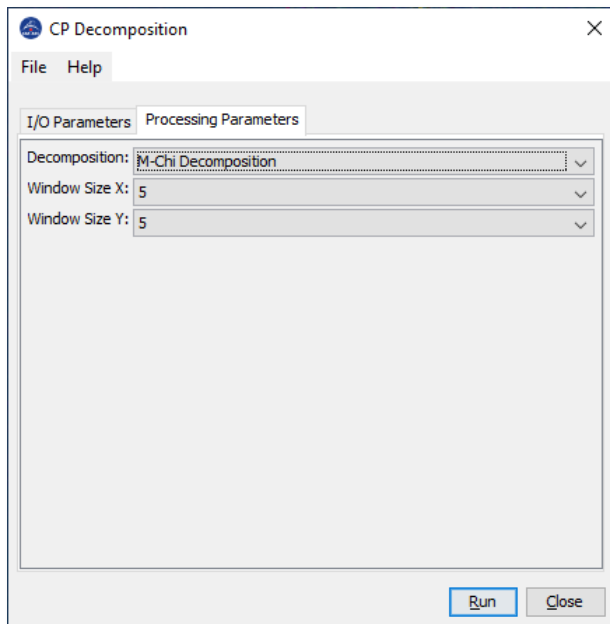 CP Decomposition
File Help
I/O Parameters Processing Parameters
Decomposition: M-Chi Decomposition
Window Size X: 5
Window Size Y: 5
Run Close